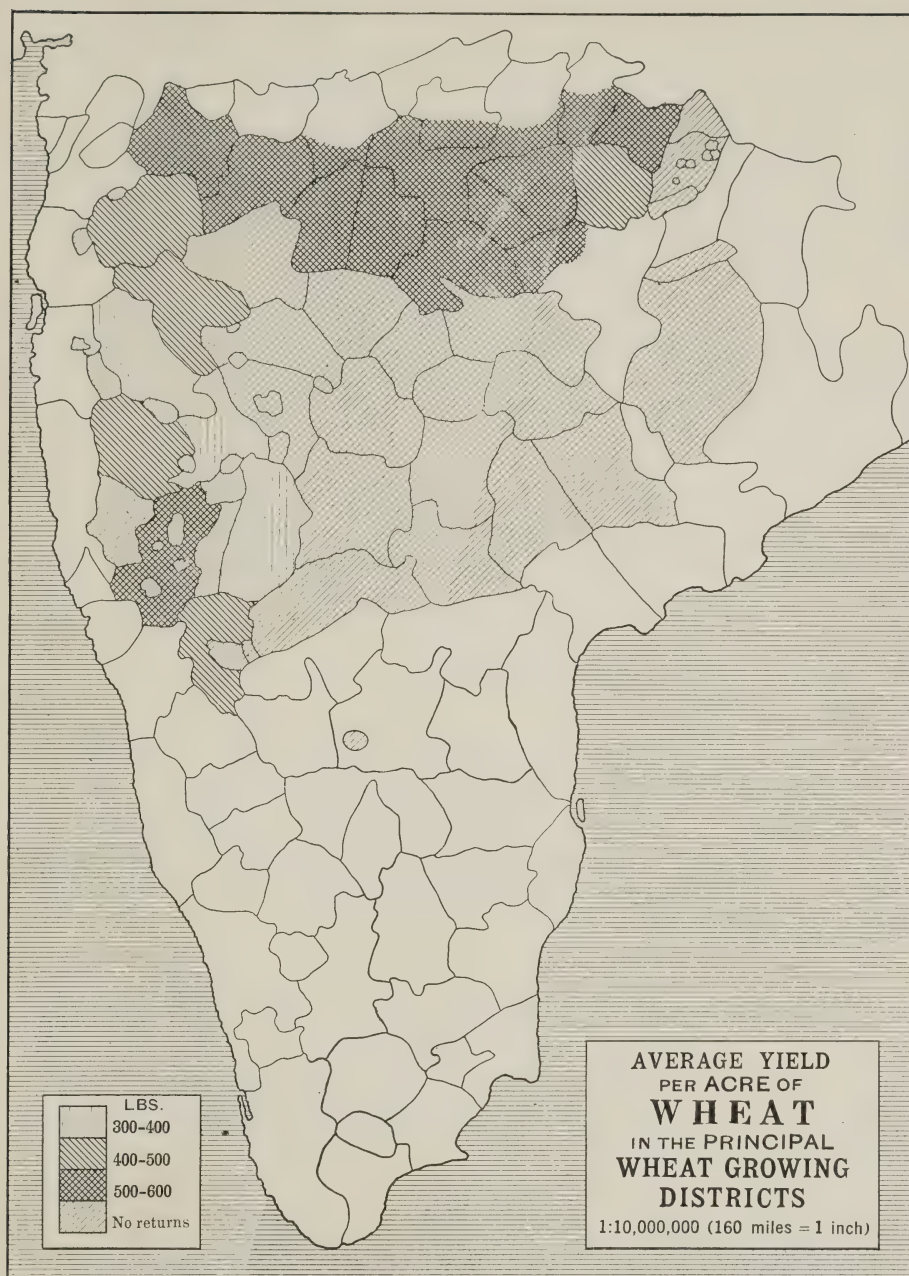 LBS.
300-400
400-500
500-600
No returns
AVERAGE YIELD
PER ACRE OF
WHEAT
IN THE PRINCIPAL
WHEAT GROWING
DISTRICTS
1:10,000,000 (160 miles = 1 inch)